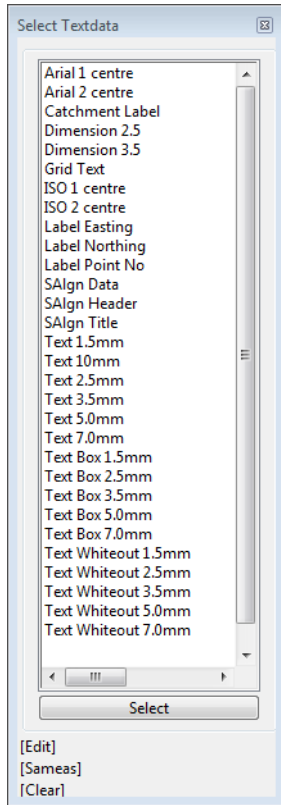 Select Textdata
Arial 1 centre
Arial 2 centre
Catchment Label
Dimension 2.5
Dimension 3.5
Grid Text
ISO 1 centre
ISO 2 centre
Label Easting
Label Northing
Label Point No
SAlgn Data
SAlgn Header
SAlgn Title
Text 1.5mm
Text 10mm
Text 2.5mm
Text 3.5mm
Text 5.0mm
Text 7.0mm
Text Box 1.5mm
Text Box 2.5mm
Text Box 3.5mm
Text Box 5.0mm
Text Box 7.0mm
Text Whiteout 1.5mm
Text Whiteout 2.5mm
Text Whiteout 3.5mm
Text Whiteout 5.0mm
Text Whiteout 7.0mm
Select
[Edit]
[Sameas]
[Clear]